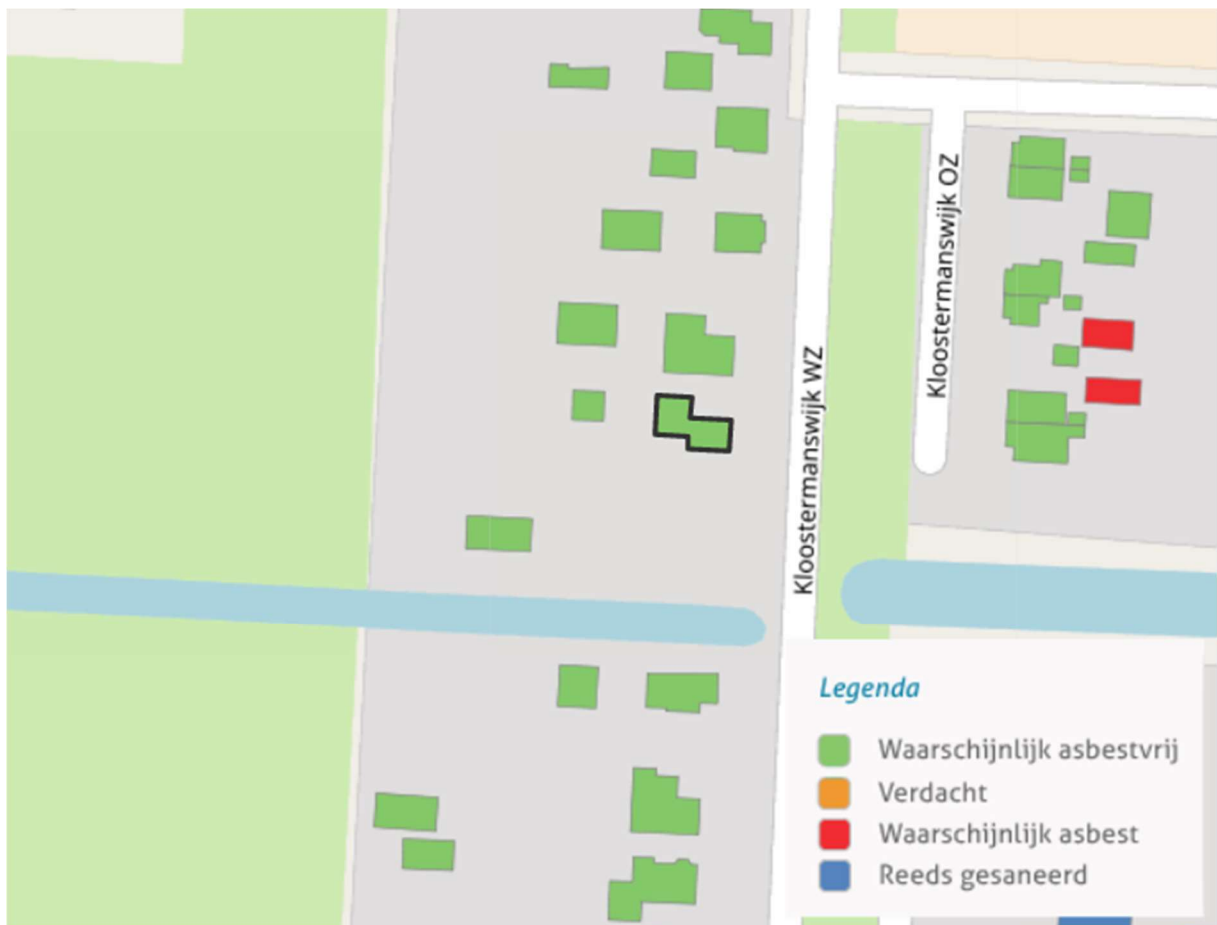 Kloostermanswijk OZ
Kloostermanswijk WZ
Legenda
Waarschijnlijk asbestvrij
Verdacht
Waarschijnlijk asbest
Reeds gesaneerd